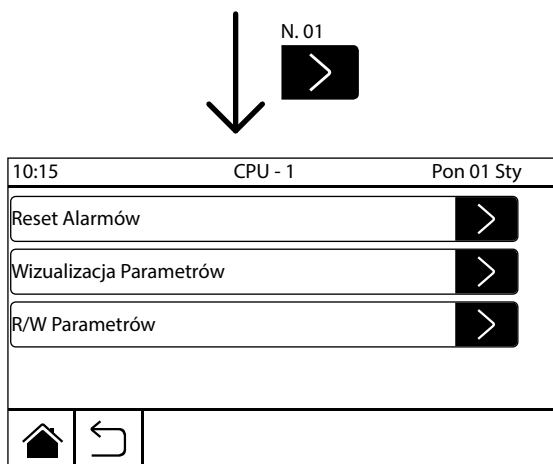 N. 01
10:15 CPU - 1 Pon 01 Sty
Reset Alarmów
Wizualizacja Parametrów
R/W Parametrów